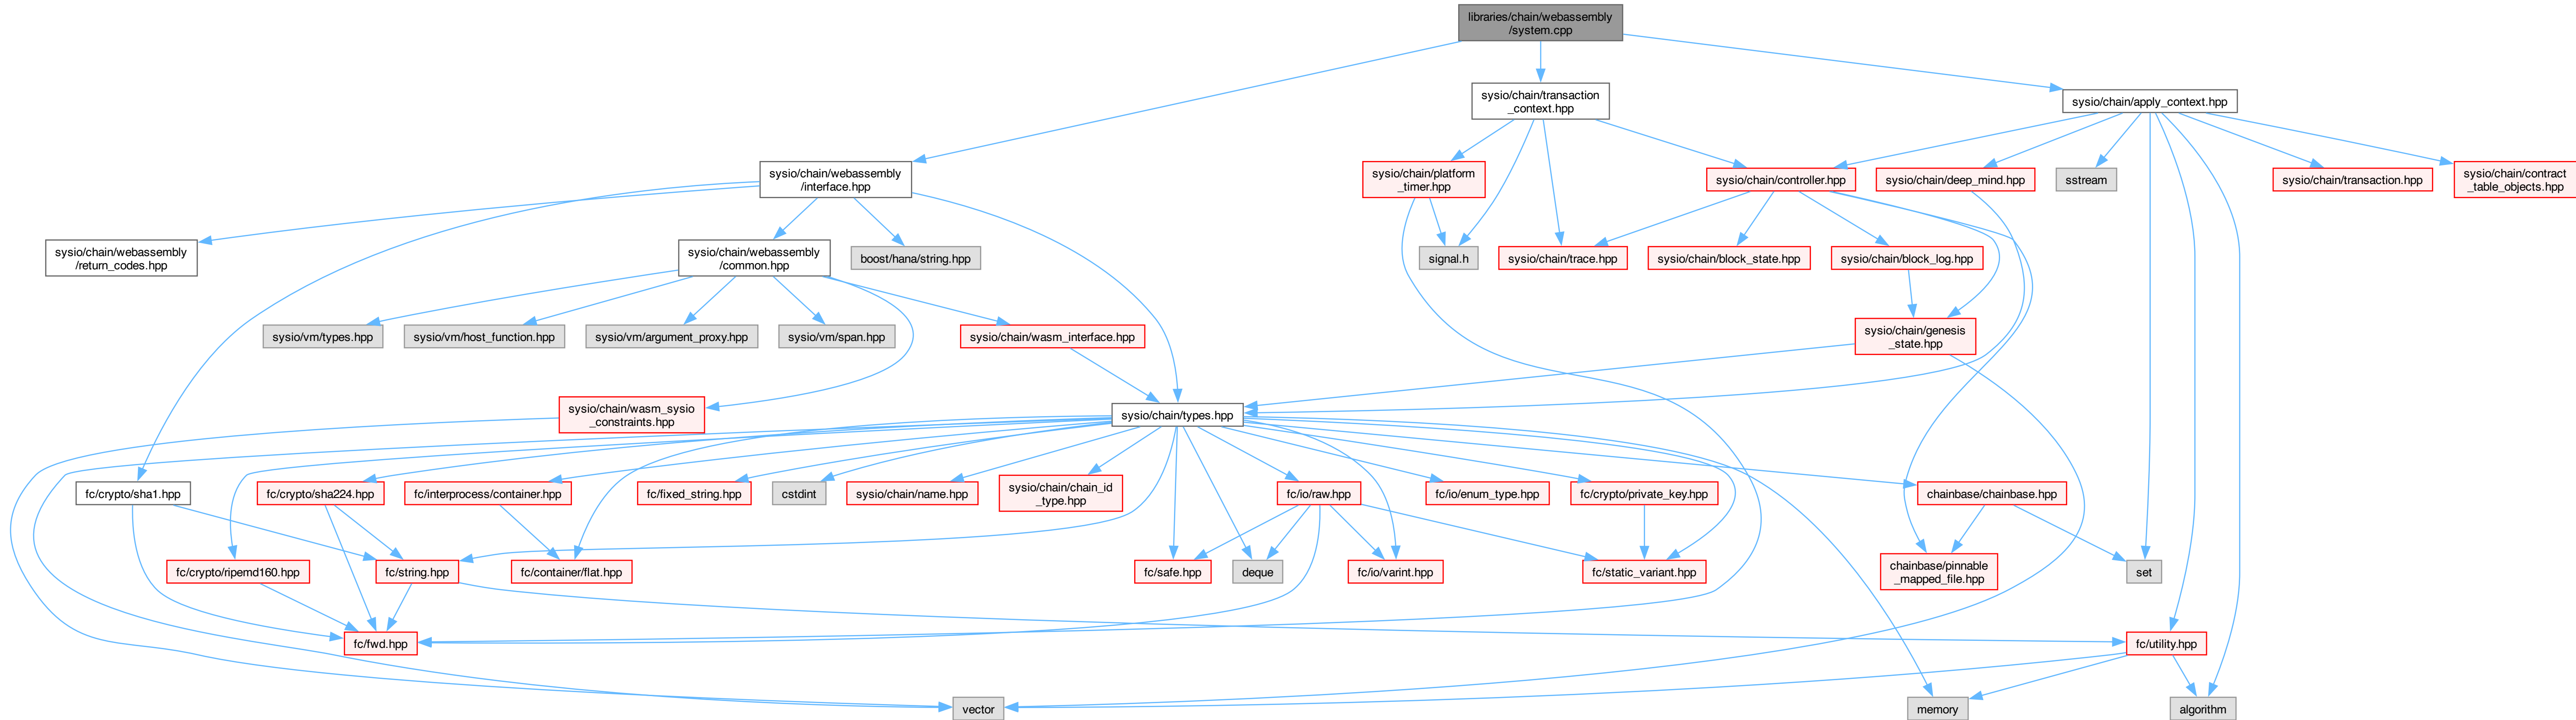 libraries/chain/webassembly
/system.cpp
sysio/chain/transaction
_context.hpp
sysio/chain/apply_context.hpp
sysio/chain/webassembly
/interface.hpp
sysio/chain/platform
_timer.hpp
sysio/chain/controller.hpp
sysio/chain/deep_mind.hpp
sstream
sysio/chain/transaction.hpp
sysio/chain/contract
_table_objects.hpp
sysio/chain/webassembly
/return_codes.hpp
sysio/chain/webassembly
/common.hpp
boost/hana/string.hpp
signal.h
sysio/chain/trace.hpp
sysio/chain/block_state.hpp
sysio/chain/block_log.hpp
sysio/vm/types.hpp
sysio/vm/host_function.hpp
sysio/vm/argument_proxy.hpp
sysio/vm/span.hpp
sysio/chain/wasm_interface.hpp
sysio/chain/genesis
_state.hpp
sysio/chain/wasm_sysio
_constraints.hpp
sysio/chain/types.hpp
fc/crypto/sha1.hpp
fc/crypto/sha224.hpp
fc/interprocess/container.hpp
fc/fixed_string.hpp
cstdint
sysio/chain/name.hpp
sysio/chain/chain_id
_type.hpp
fc/io/raw.hpp
fc/io/enum_type.hpp
fc/crypto/private_key.hpp
chainbase/chainbase.hpp
fc/crypto/ripemd160.hpp
fc/string.hpp
fc/container/flat.hpp
fc/safe.hpp
deque
fc/io/varint.hpp
fc/static_variant.hpp
chainbase/pinnable
_mapped_file.hpp
set
fc/fwd.hpp
fc/utility.hpp
vector
memory
algorithm